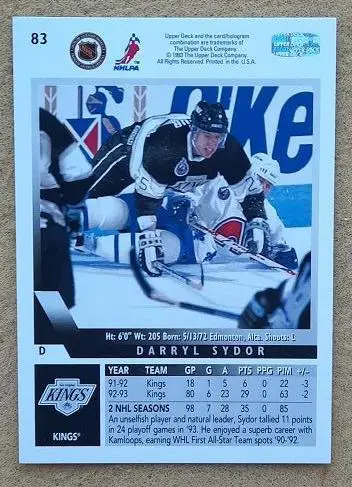 83
Upper Deck and the card/hologram
combination are trademarks of
The Upper Deck Company.
© 1993 The Upper Deck Company.
All Rights Reserved. Printed in the U.S.A.
NHLPA
UPPER DECK
ike
Ht: 6'0" Wt: 205 Born: 5/13/72 Edmonton, Alta. Shoots: L
D DARRYL SYDOR
YEAR TEAM GP G A PTS PPG PIM +/-
91-92 Kings 18 1 5 6 0 22 -3
92-93 Kings 80 6 23 29 0 63 -2
2 NHL SEASONS 98 7 28 35 0 85
KINGS
KINGS®
An unselfish player and natural leader, Sydor tallied 11 points
in 24 playoff games in '93. He enjoyed a superb career with
Kamloops, earning WHL First All-Star Team spots '90-'92.